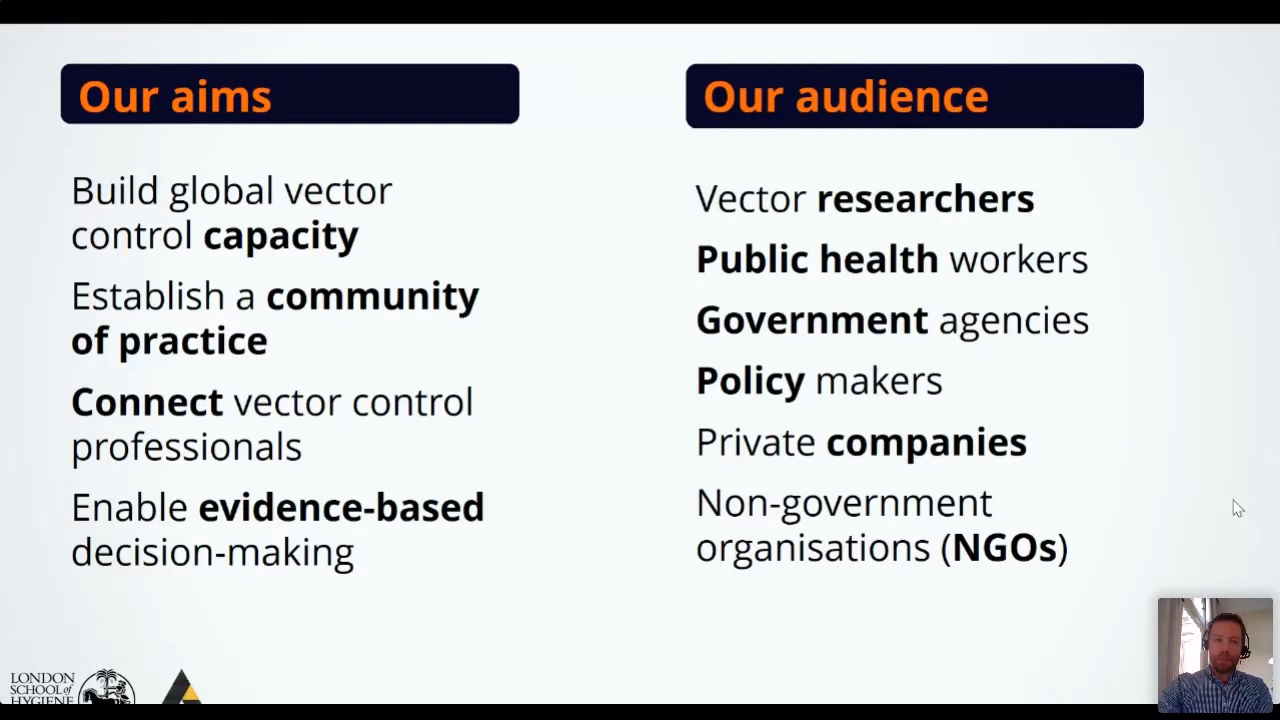 Our aims
Build global vector
control capacity
Establish a community
of practice
Connect vector control
professionals
Enable evidence-based
decision-making
Our audience
Vector researchers
Public health workers
Government agencies
Policy makers
Private companies
Non-government
organisations (NGOs)
LONDON
SCHOOL of
HYGIENE